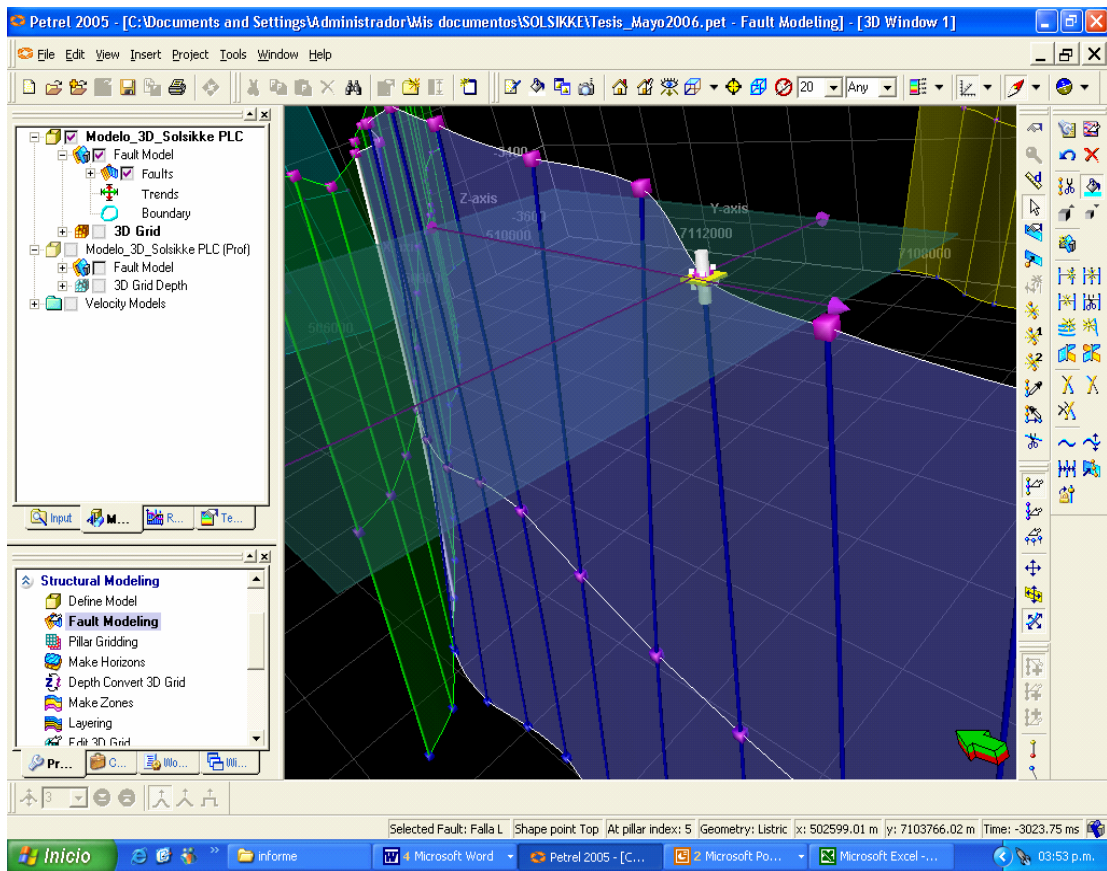 Petrel 2005 - [C:\Documents and Settings\Administrador\Mis documentos\SOLSIKKE\Tesis_Mayo2006.pet - Fault Modeling] - [3D Window 1]
File Edit View Insert Project Tools Window Help
20 Any
Modelo_3D_Solsikke PLC
Fault Model
Faults
Trends
Boundary
3D Grid
Modelo_3D_Solsikke PLC (Prof)
Fault Model
3D Grid Depth
Velocity Models
Input M... R... Te...
-3400
Z-axis
-3600
510000
Y-axis
7112000
7108000
506000
Structural Modeling
Define Model
Fault Modeling
Pillar Gridding
Make Horizons
Depth Convert 3D Grid
Make Zones
Layering
Edit 3D Grid
Pr... C... Wo... Wi...
3
Selected Fault: Falla L Shape point Top At pillar index: 5 Geometry: Listric x: 502599.01 m y: 7103766.02 m Time: -3023.75 ms
Inicio » informe 4 Microsoft Word Petrel 2005 - [C... 2 Microsoft Po... Microsoft Excel -... 03:53 p.m.